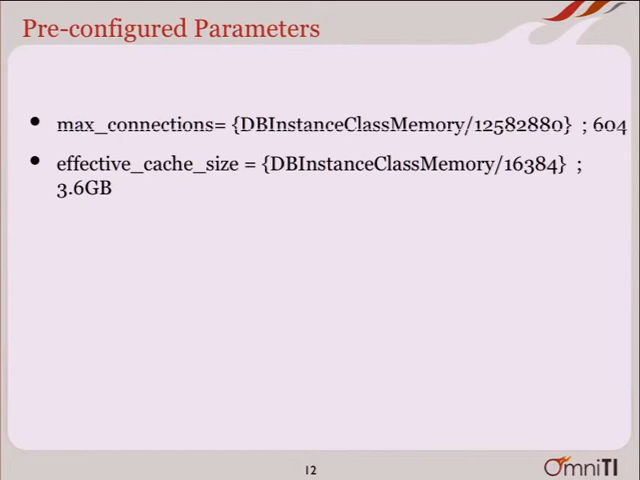 Pre-configured Parameters
• max_connections= {DBInstanceClassMemory/12582880} ; 604
• effective_cache_size = {DBInstanceClassMemory/16384} ;
3.6GB
12
OmniTI